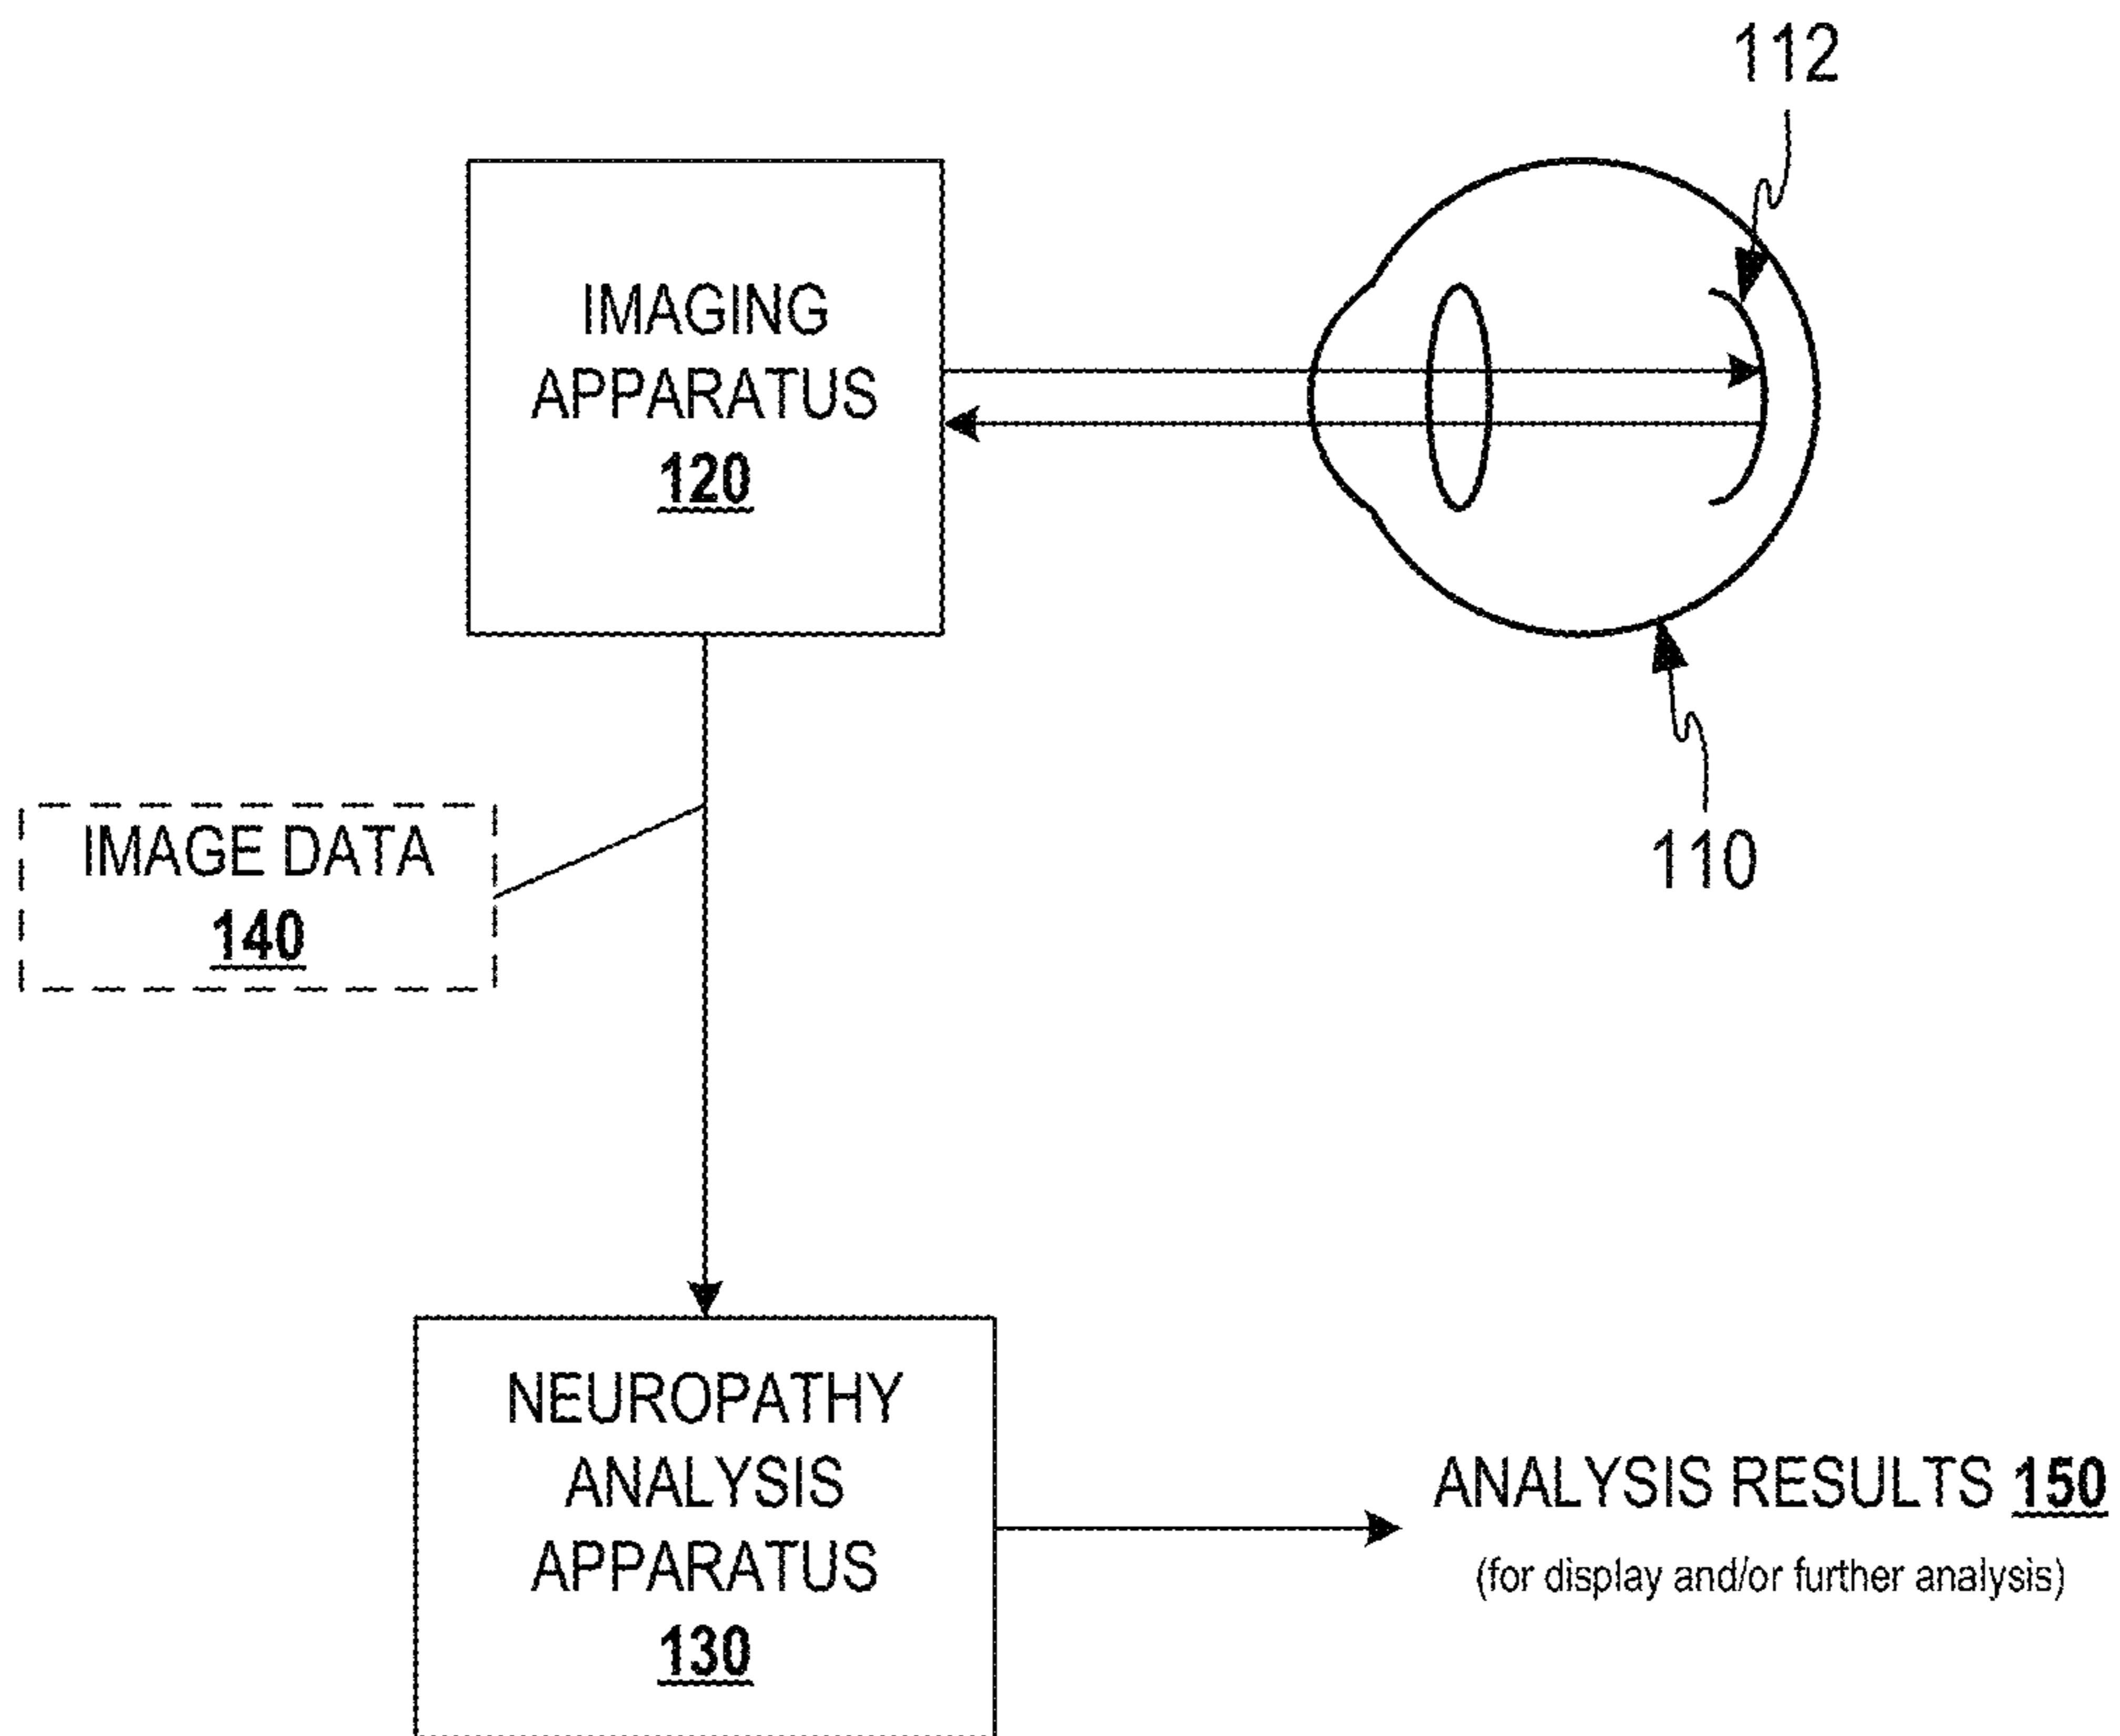 112
IMAGING
APPARATUS
120
IMAGE DATA
140
110
NEUROPATHY
ANALYSIS
APPARATUS
130
ANALYSIS RESULTS 150
(for display and/or further analysis)